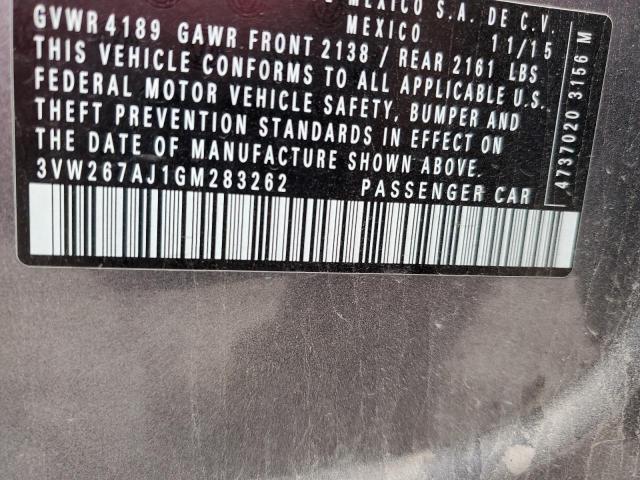 MEXICO S.A. DE C.V.
MEXICO 11/15
GVWR 4189 GAWR FRONT 2138 / REAR 2161 LBS
THIS VEHICLE CONFORMS TO ALL APPLICABLE U.S.
FEDERAL MOTOR VEHICLE SAFETY, BUMPER AND
THEFT PREVENTION STANDARDS IN EFFECT ON
THE DATE OF MANUFACTURE SHOWN ABOVE.
3VW267AJ1GM283262 PASSENGER CAR
4737020 3156 M